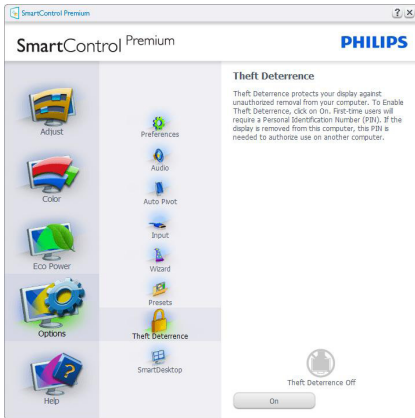 SmartControl Premium
SmartControl Premium
PHILIPS
Adjust
Color
Eco Power
Options
Help
Preferences
Audio
Auto Pivot
Input
Wizard
Presets
Theft Deterrence
SmartDesktop
Theft Deterrence
Theft Deterrence protects your display against
unauthorized removal from your computer. To Enable
Theft Deterrence, click on On. First-time users will
require a Personal Identification Number (PIN). If the
display is removed from this computer, this PIN is
needed to authorize use on another computer.
Theft Deterrence Off
On